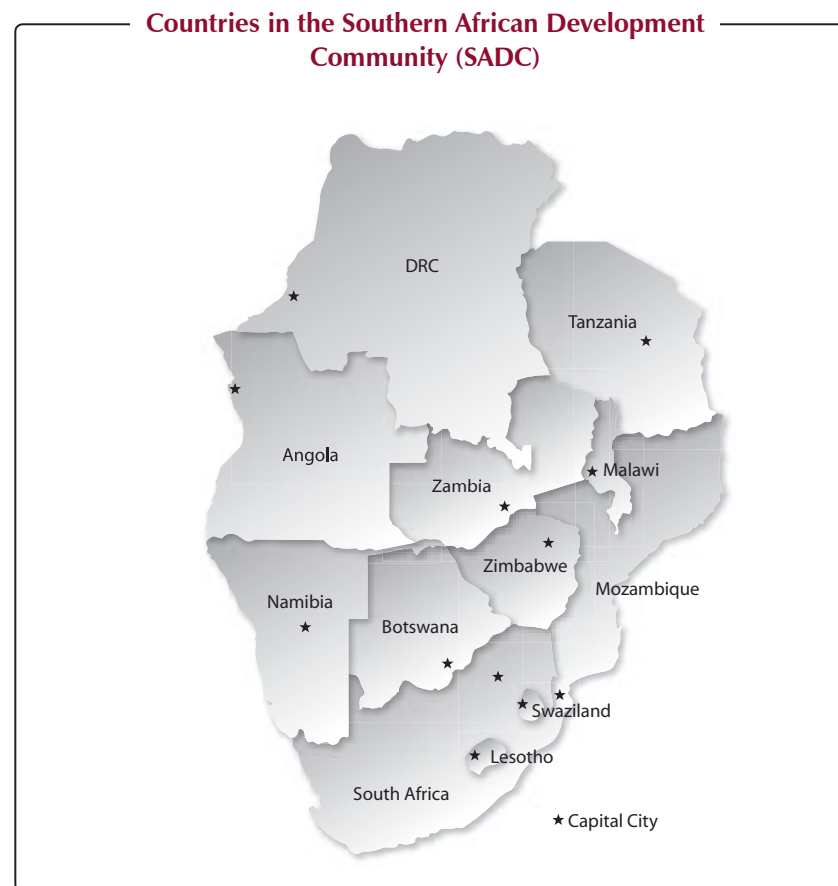 Countries in the Southern African Development
Community (SADC)
DRC
Tanzania
Angola
Malawi
Zambia
Zimbabwe
Mozambique
Namibia
Botswana
Swaziland
Lesotho
South Africa
Capital City